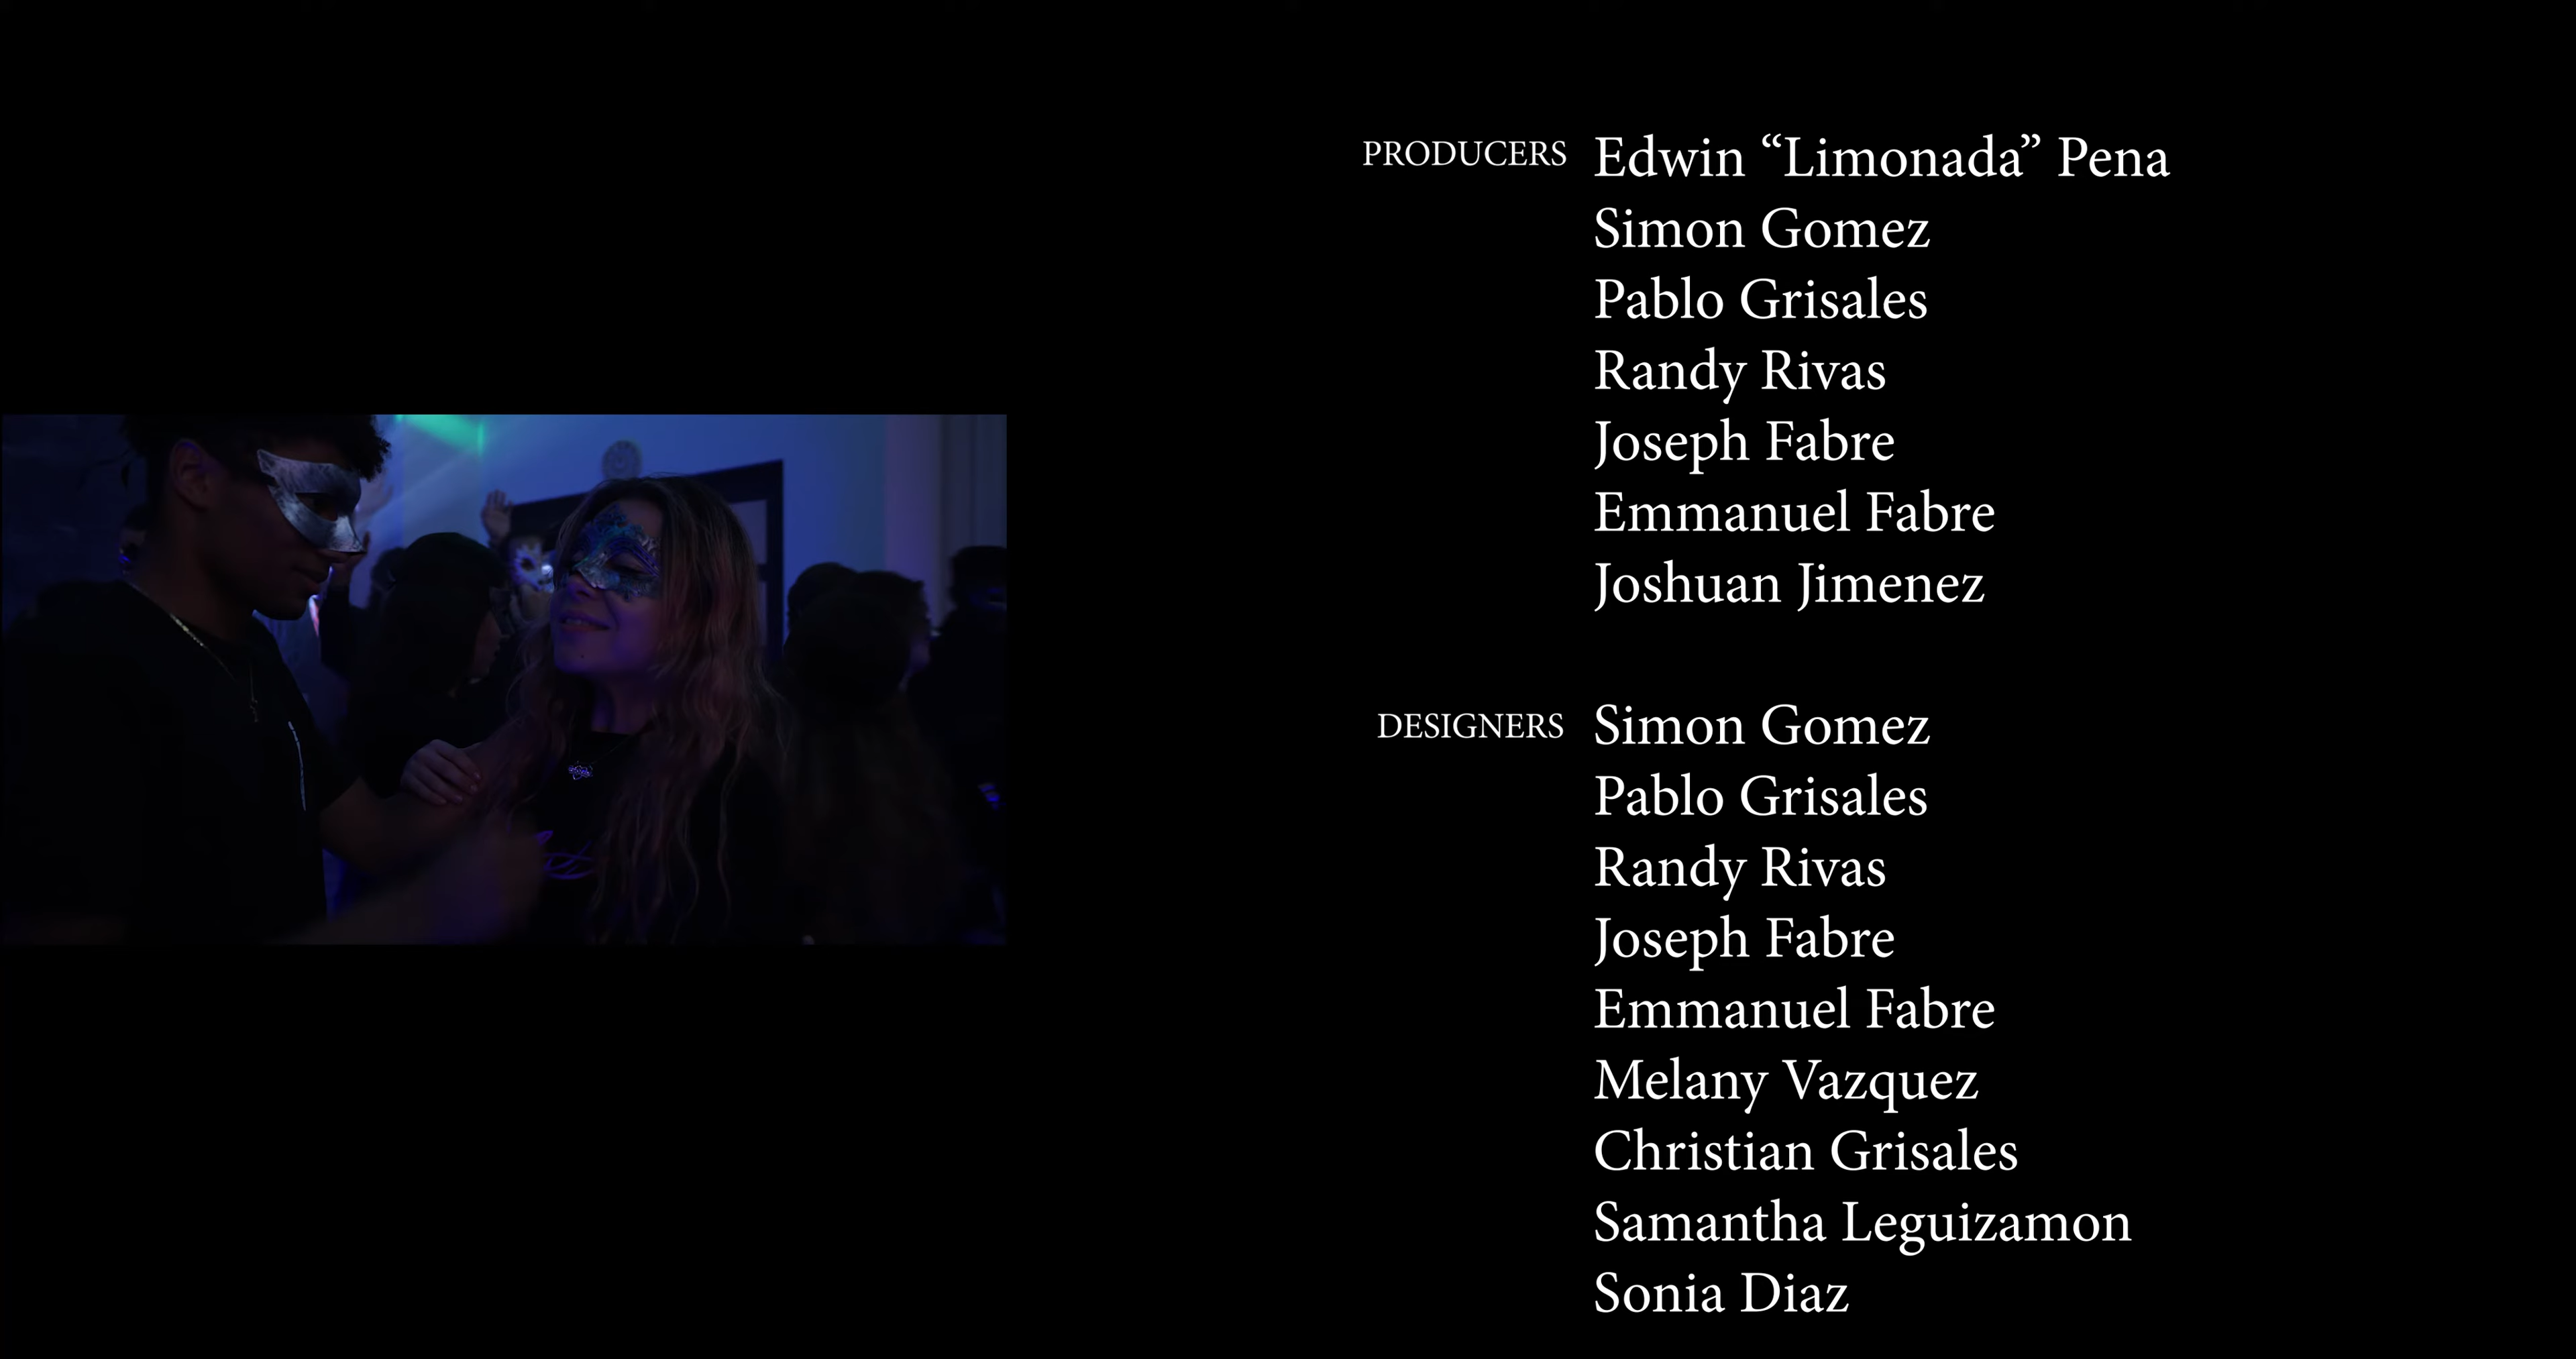 PRODUCERS Edwin “Limonada” Pena
Simon Gomez
Pablo Grisales
Randy Rivas
Joseph Fabre
Emmanuel Fabre
Joshuan Jimenez
DESIGNERS Simon Gomez
Pablo Grisales
Randy Rivas
Joseph Fabre
Emmanuel Fabre
Melany Vazquez
Christian Grisales
Samantha Leguizamon
Sonia Diaz